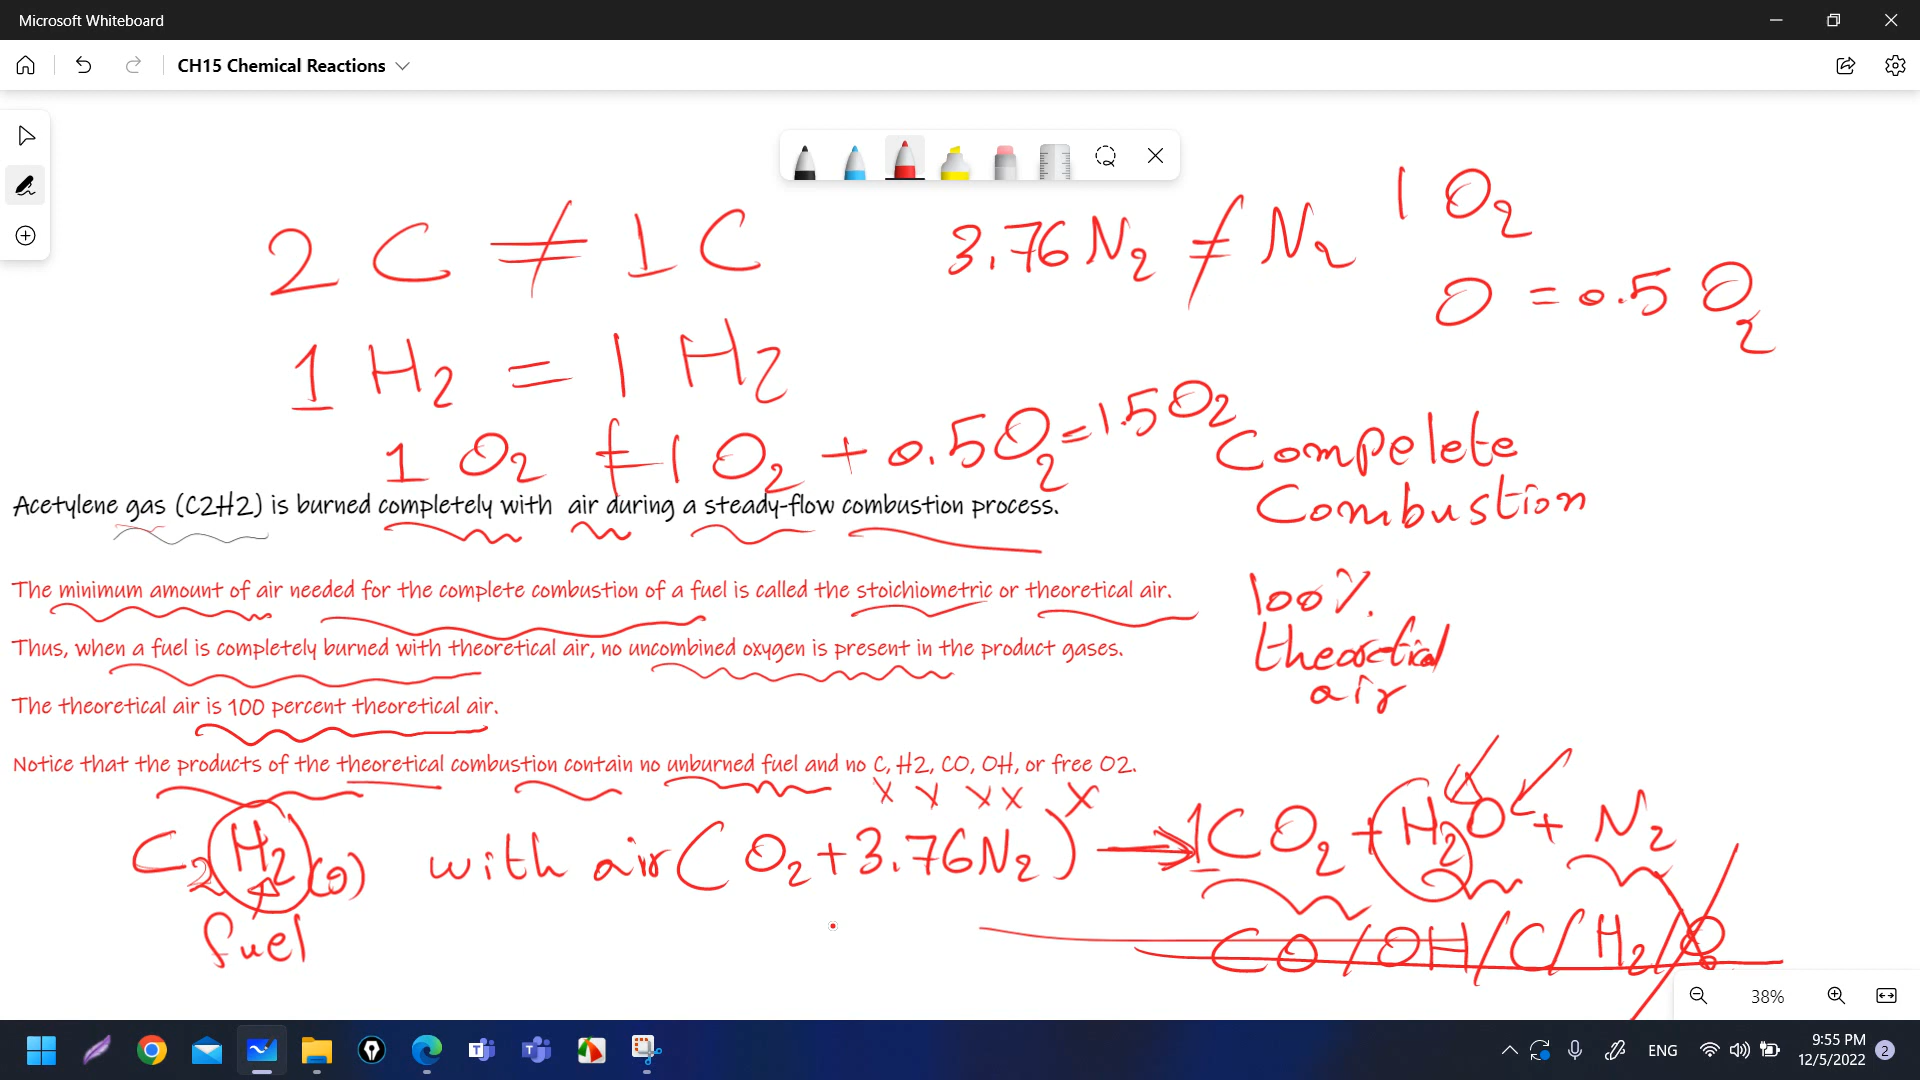 Microsoft Whiteboard
CH15 Chemical Reactions
2 C ≠ 1 C
3.76 N2 ≠ N2
1 O2
O = 0.5 O2
1 H2 = 1 H2
1 O2 ≠ 1 O2 + 0.5 O2 = 1.5 O2
Compelete
Combustion
Acetylene gas (C2H2) is burned completely with air during a steady-flow combustion process.
The minimum amount of air needed for the complete combustion of a fuel is called the stoichiometric or theoretical air.
100%
theoretical
air
Thus, when a fuel is completely burned with theoretical air, no uncombined oxygen is present in the product gases.
The theoretical air is 100 percent theoretical air.
Notice that the products of the theoretical combustion contain no unburned fuel and no C, H2, CO, OH, or free O2.
X X X X X
C2H2(g) with air (O2 + 3.76 N2) → 1CO2 + H2O + N2
fuel
CO / OH / C / H2 / O2
38%
ENG
9:55 PM
12/5/2022
2